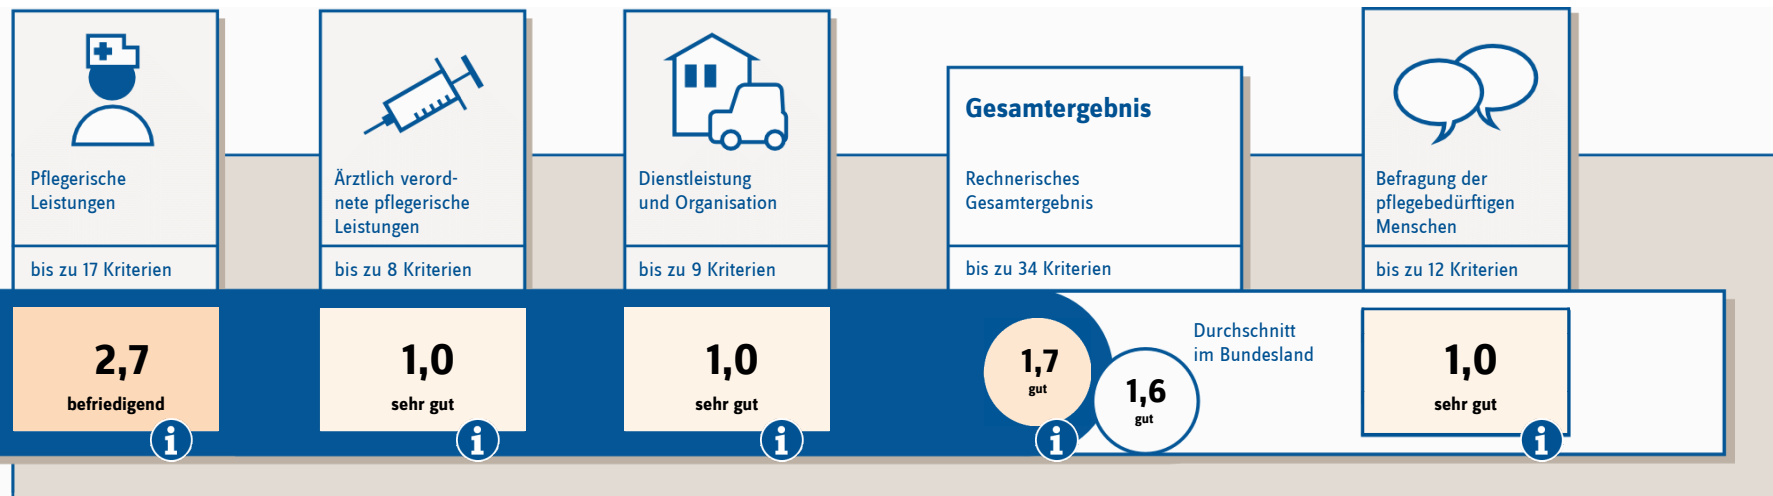 Pflegerische
Leistungen
bis zu 17 Kriterien
2,7
befriedigend
i
Ärztlich verord-
nete pflegerische
Leistungen
bis zu 8 Kriterien
1,0
sehr gut
i
Dienstleistung
und Organisation
bis zu 9 Kriterien
1,0
sehr gut
i
Gesamtergebnis
Rechnerisches
Gesamtergebnis
bis zu 34 Kriterien
1,7
gut
i
Durchschnitt
im Bundesland
1,6
gut
Befragung der
pflegebedürftigen
Menschen
bis zu 12 Kriterien
1,0
sehr gut
i